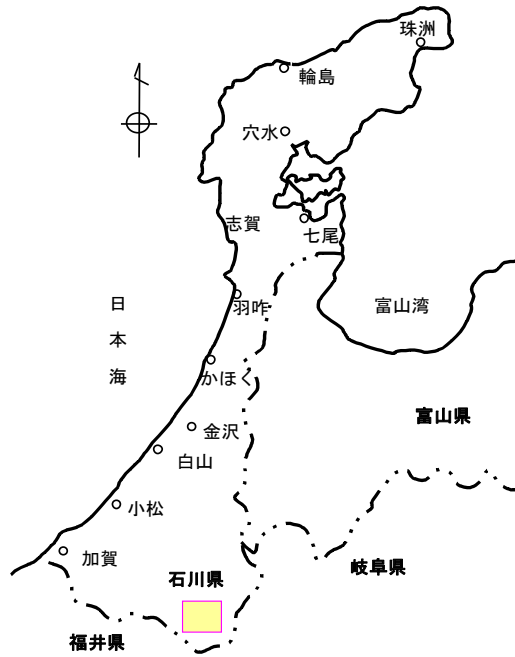 珠洲
輪島
穴水
志賀
七尾
羽咋
富山湾
日本海
かほく
富山県
金沢
白山
小松
加賀
石川県
岐阜県
福井県